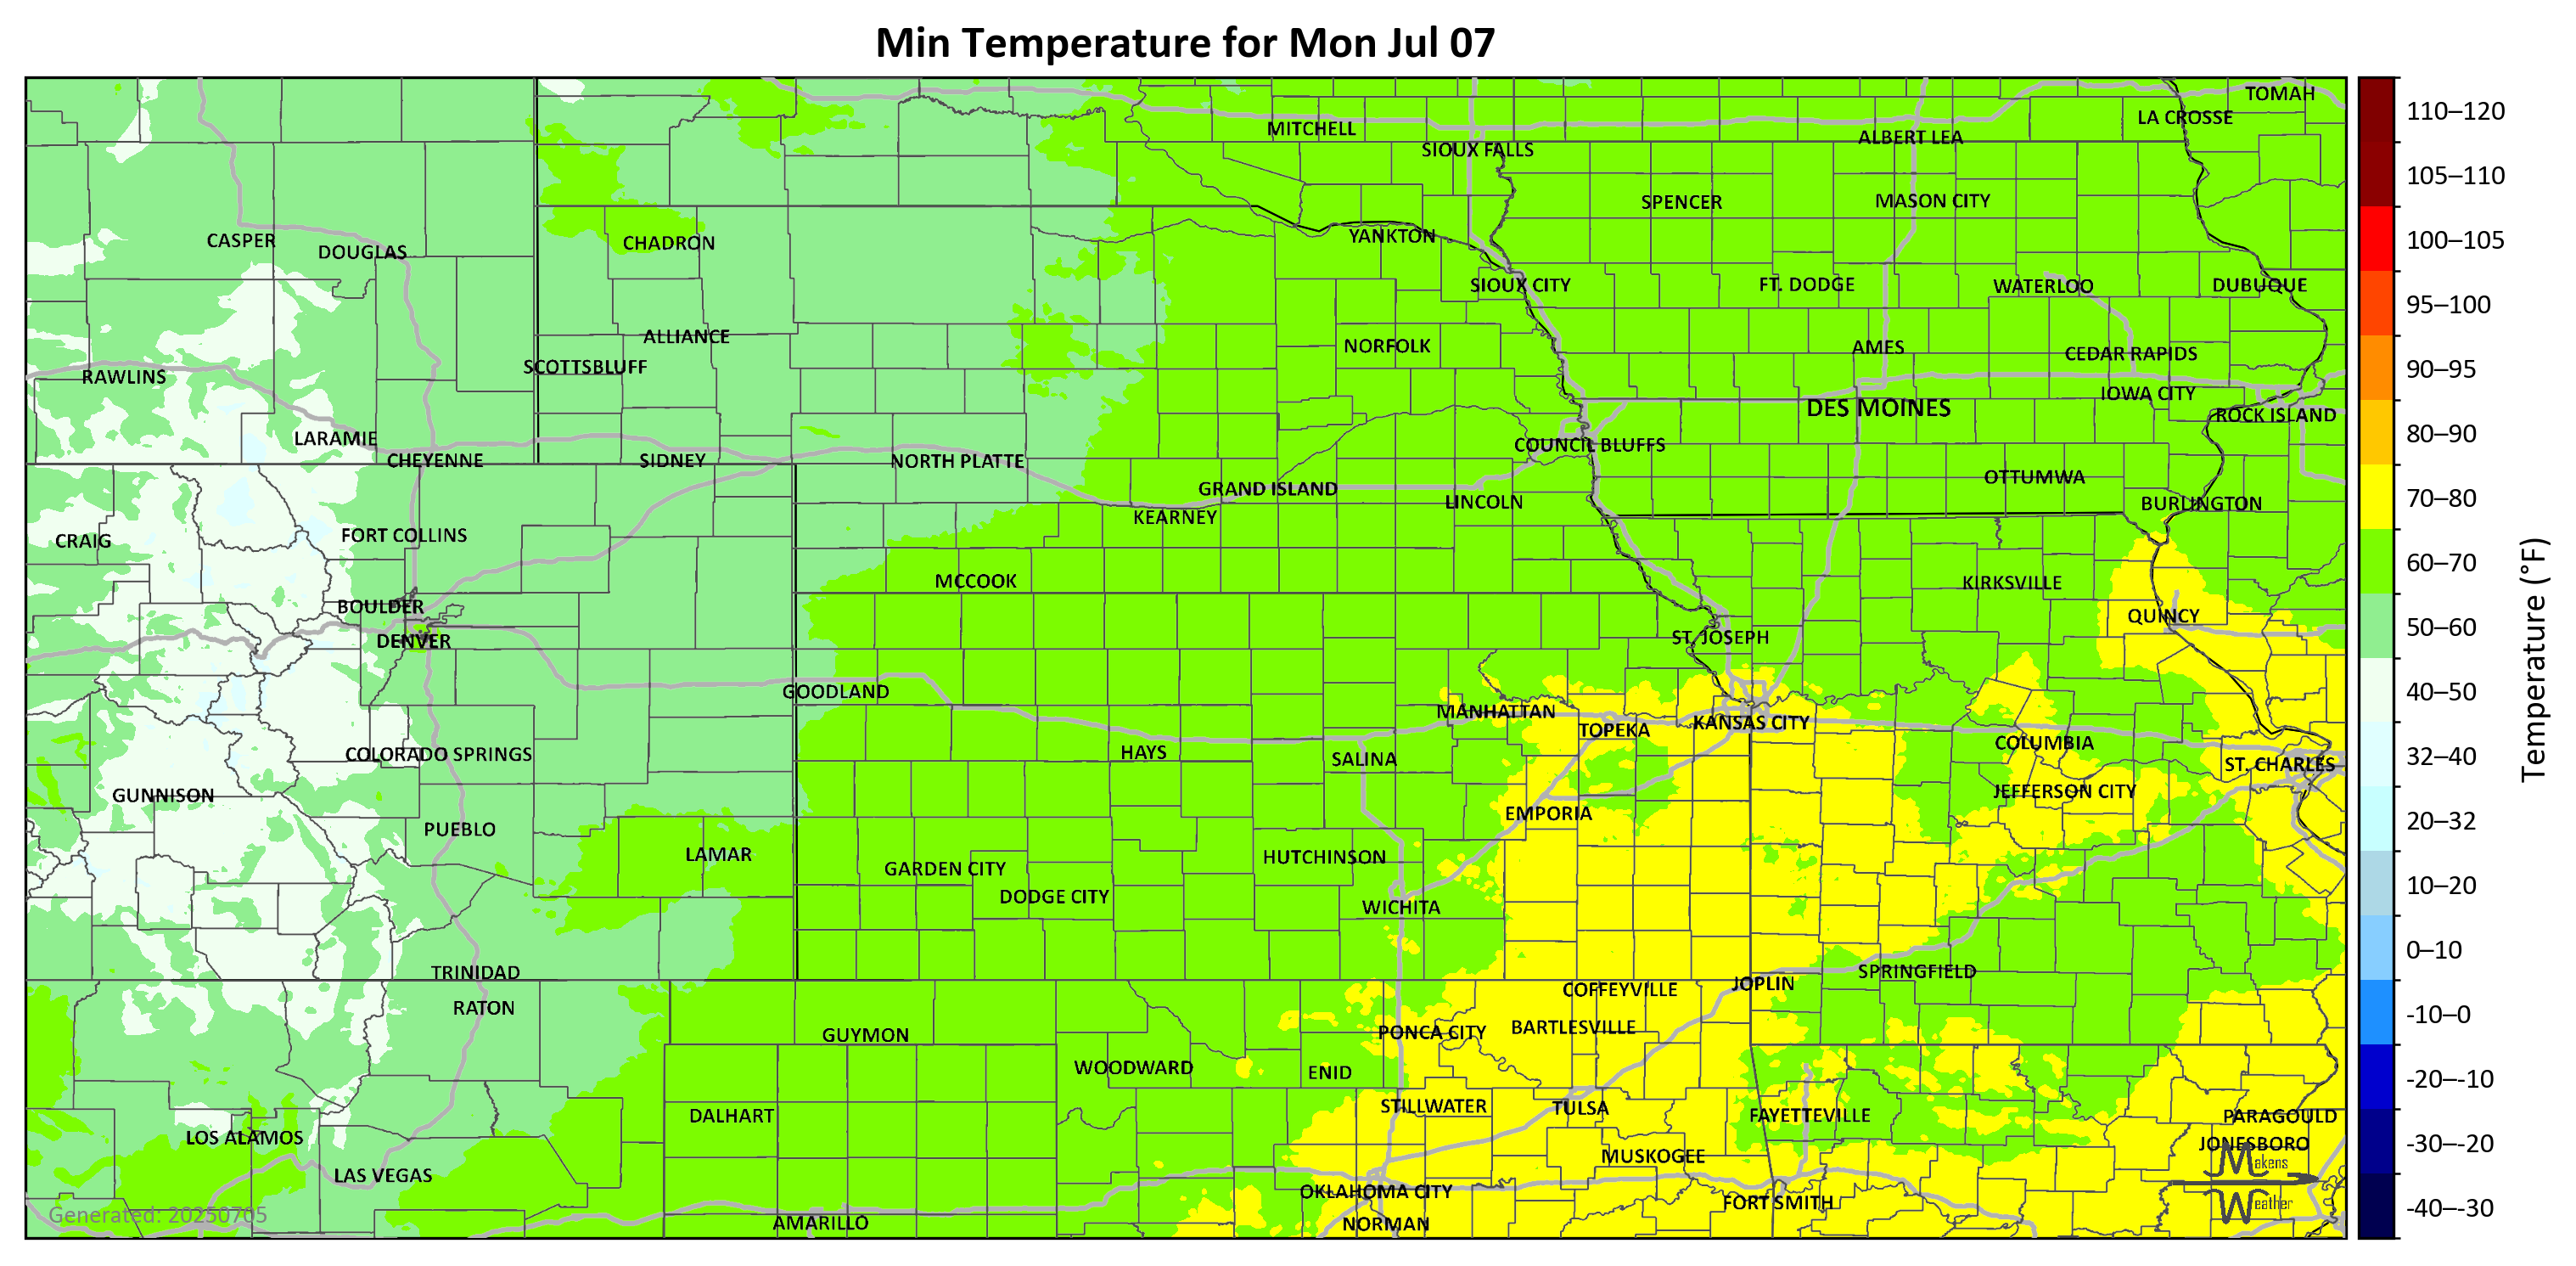 Min Temperature for Mon Jul 07
TOMAH
LA CROSSE
MITCHELL
ALBERT LEA
SIOUX FALLS
SPENCER
MASON CITY
CASPER
DOUGLAS
CHADRON
YANKTON
SIOUX CITY
FT. DODGE
WATERLOO
DUBUQUE
ALLIANCE
NORFOLK
AMES
CEDAR RAPIDS
SCOTTSBLUFF
RAWLINS
IOWA CITY
DES MOINES
ROCK ISLAND
LARAMIE
COUNCIL BLUFFS
CHEYENNE
SIDNEY
NORTH PLATTE
OTTUMWA
GRAND ISLAND
LINCOLN
BURLINGTON
KEARNEY
CRAIG
FORT COLLINS
MCCOOK
KIRKSVILLE
BOULDER
QUINCY
DENVER
ST. JOSEPH
GOODLAND
MANHATTAN
TOPEKA
KANSAS CITY
COLUMBIA
COLORADO SPRINGS
HAYS
SALINA
ST. CHARLES
GUNNISON
JEFFERSON CITY
EMPORIA
PUEBLO
LAMAR
HUTCHINSON
GARDEN CITY
DODGE CITY
WICHITA
TRINIDAD
SPRINGFIELD
JOPLIN
COFFEYVILLE
RATON
GUYMON
PONCA CITY
BARTLESVILLE
WOODWARD
ENID
STILLWATER
TULSA
DALHART
FAYETTEVILLE
PARAGOULD
LOS ALAMOS
JONESBORO
MUSKOGEE
LAS VEGAS
OKLAHOMA CITY
FORT SMITH
AMARILLO
NORMAN
Generated: 20250705
Makens
Weather
110–120
105–110
100–105
95–100
90–95
80–90
70–80
60–70
50–60
40–50
32–40
20–32
10–20
0–10
-10–0
-20–-10
-30–-20
-40–-30
Temperature (°F)